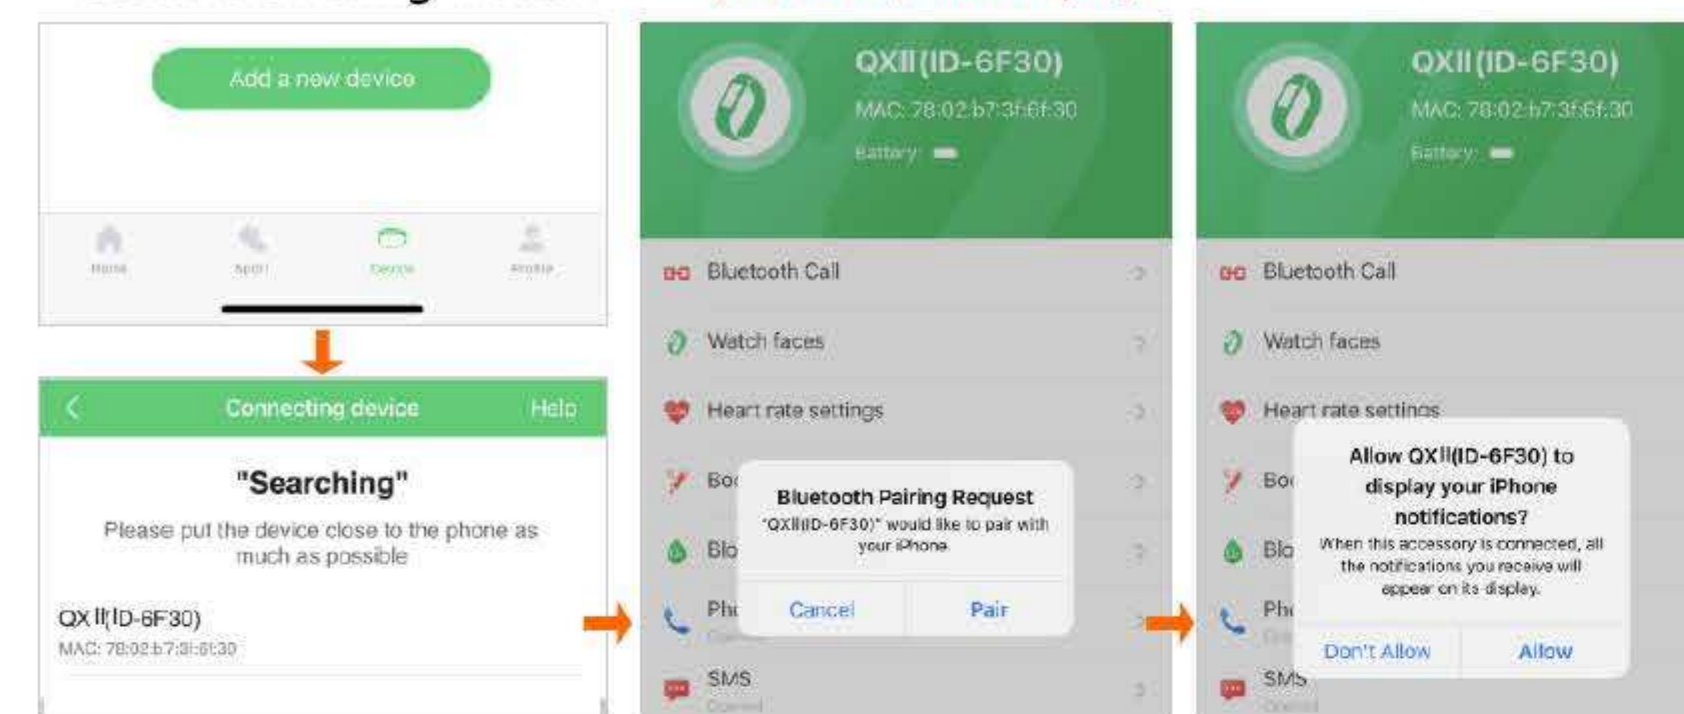 Add a new device
Home
Sport
Device
Profile
Connecting device
Help
"Searching"
Please put the device close to the phone as
much as possible
QXⅡ(ID-6F30)
MAC: 78:02:b7:3f:6f:30
QXⅡ(ID-6F30)
MAC: 78:02:b7:3f:6f:30
Battery:
Bluetooth Call
Watch faces
Heart rate settings
Blo
SMS
Opened
Bluetooth Pairing Request
"QXⅡ(ID-6F30)" would like to pair with
your iPhone
Cancel
Pair
QXⅡ(ID-6F30)
MAC: 78:02:b7:3f:6f:30
Battery:
Bluetooth Call
Watch faces
Heart rate settings
Blo
SMS
Opened
Allow QXⅡ(ID-6F30) to
display your iPhone
notifications?
When this accessory is connected, all
the notifications you receive will
appear on its display.
Don't Allow
Allow